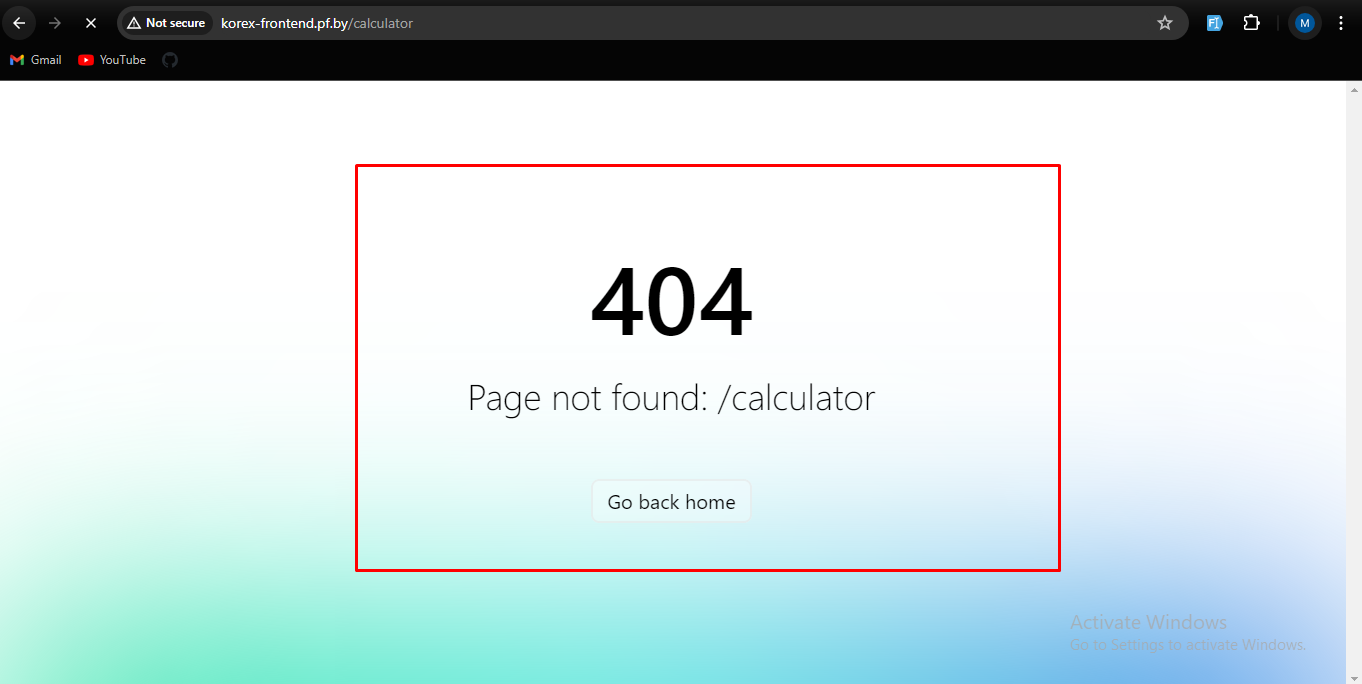 Not secure korex-frontend.pf.by/calculator
M
Gmail YouTube
404
Page not found: /calculator
Go back home
Activate Windows
Go to Settings to activate Windows.